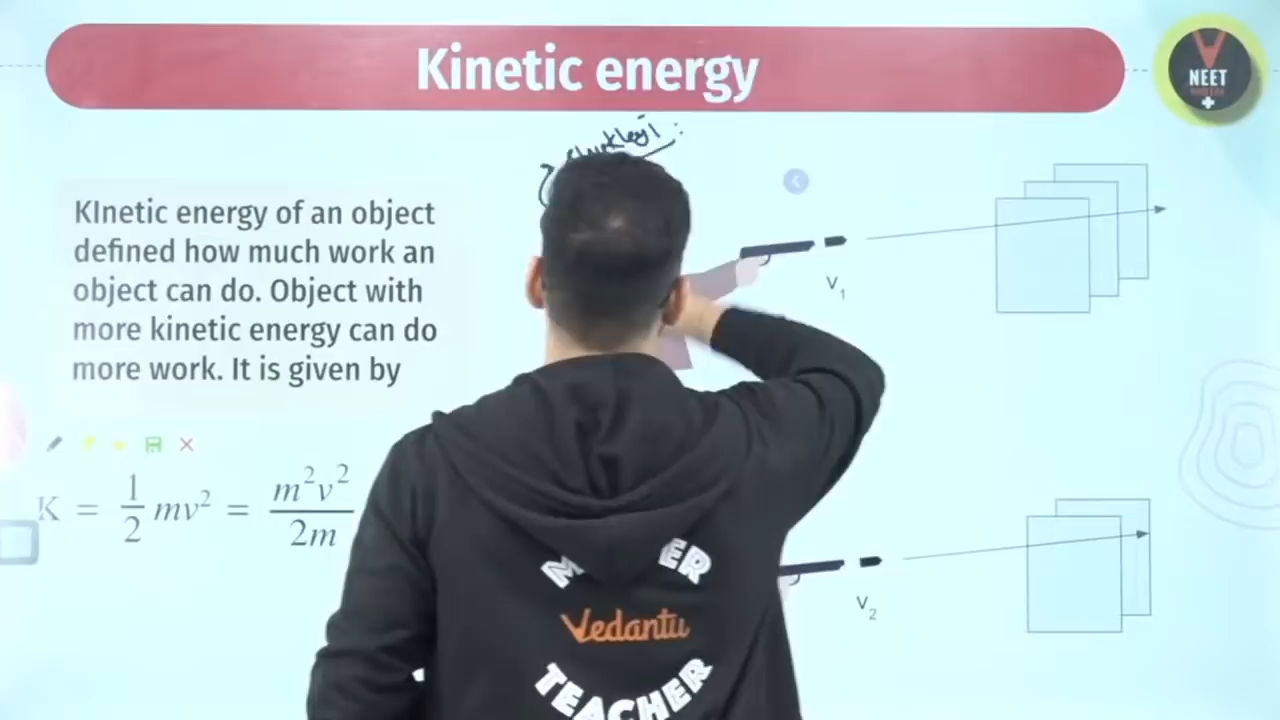 Kinetic energy
NEET
KInetic energy of an object
defined how much work an
object can do. Object with
more kinetic energy can do
more work. It is given by
K = 1/2 mv² = m²v²/2m
V₁
V₂
Vedantu
TEACHER